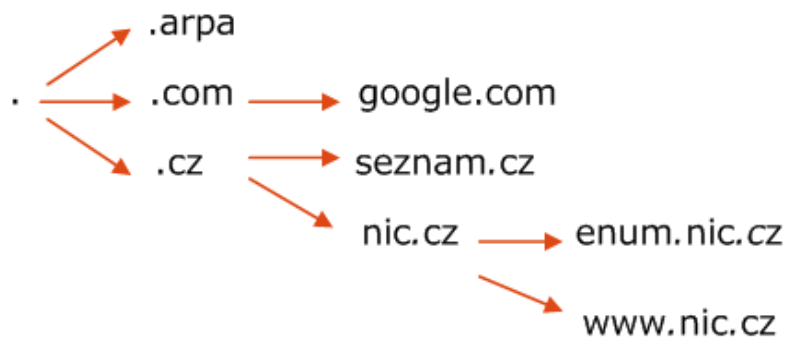 .arpa
. .com google.com
.cz seznam.cz
nic.cz enum.nic.cz
www.nic.cz